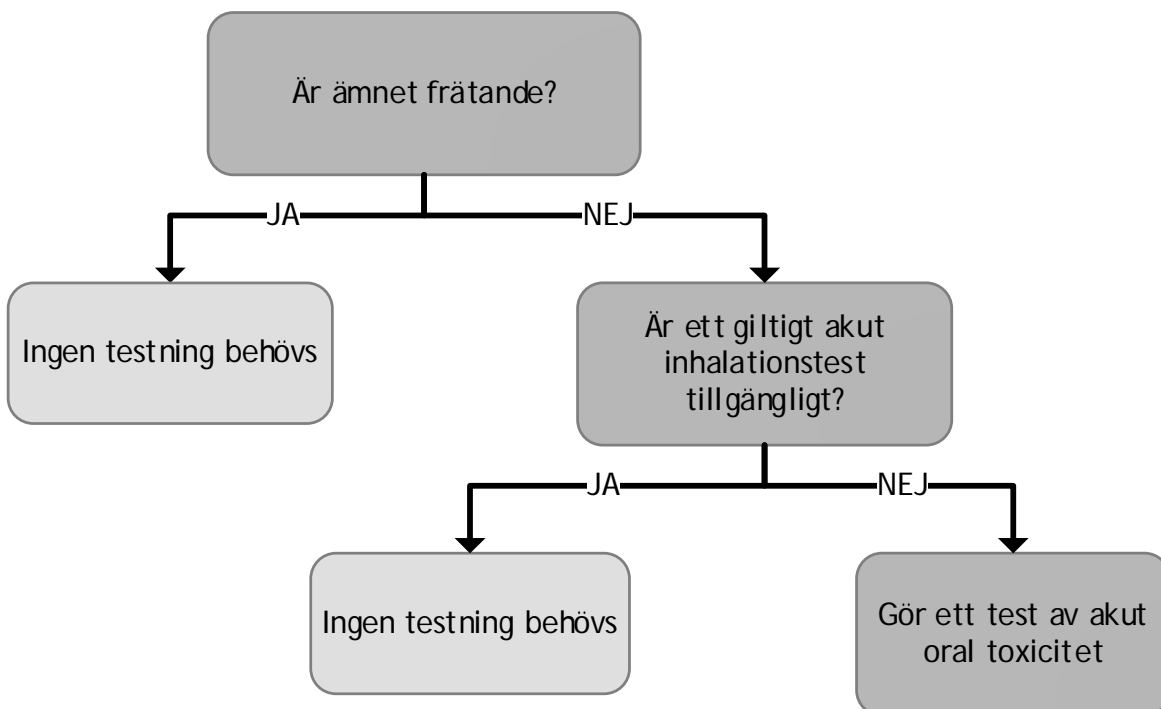 Är ämnet frätande?
JA
NEJ
Ingen testning behövs
Är ett giltigt akut
inhalationstest
tillgängligt?
JA
NEJ
Ingen testning behövs
Gör ett test av akut
oral toxicitet